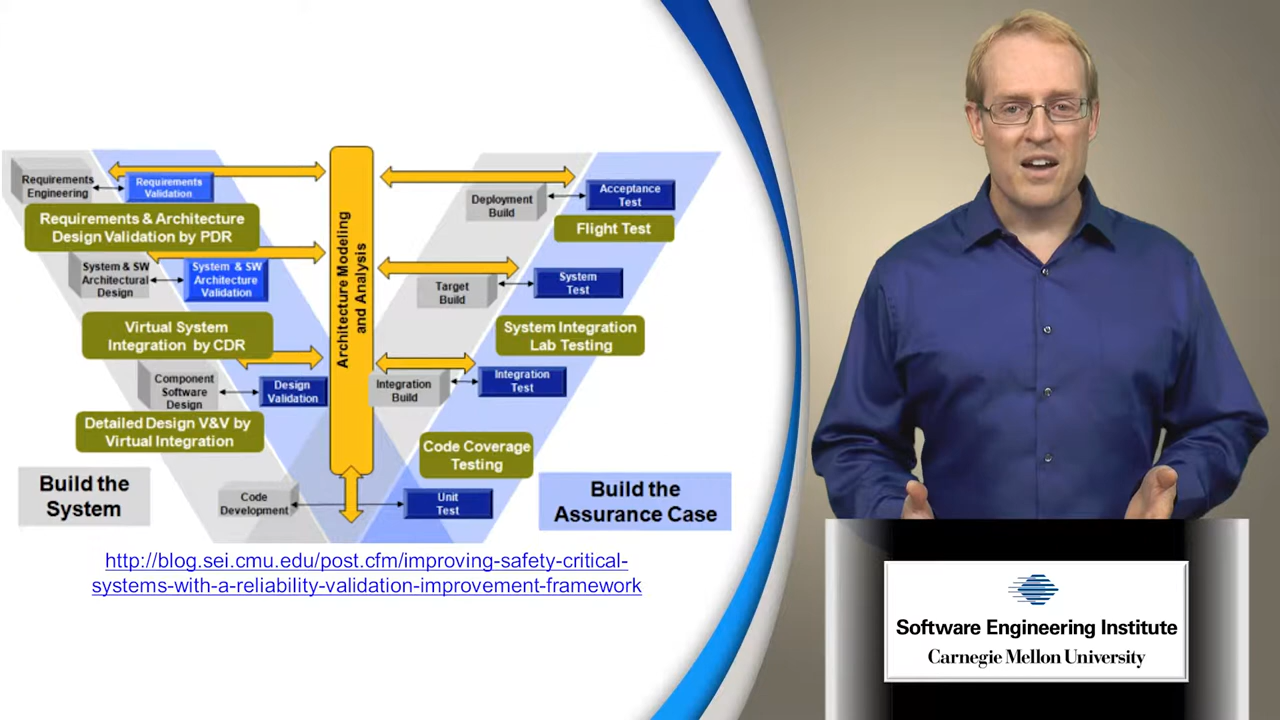 Requirements
Engineering
Requirements
Validation
Requirements & Architecture
Design Validation by PDR
System & SW
Architectural
Design
System & SW
Architecture
Validation
Virtual System
Integration by CDR
Component
Software
Design
Design
Validation
Detailed Design V&V by
Virtual Integration
Build the
System
Code
Development
Architecture Modeling
and Analysis
Deployment
Build
Acceptance
Test
Flight Test
Target
Build
System
Test
System Integration
Lab Testing
Integration
Build
Integration
Test
Code Coverage
Testing
Unit
Test
Build the
Assurance Case
http://blog.sei.cmu.edu/post.cfm/improving-safety-critical-
systems-with-a-reliability-validation-improvement-framework
Software Engineering Institute
Carnegie Mellon University